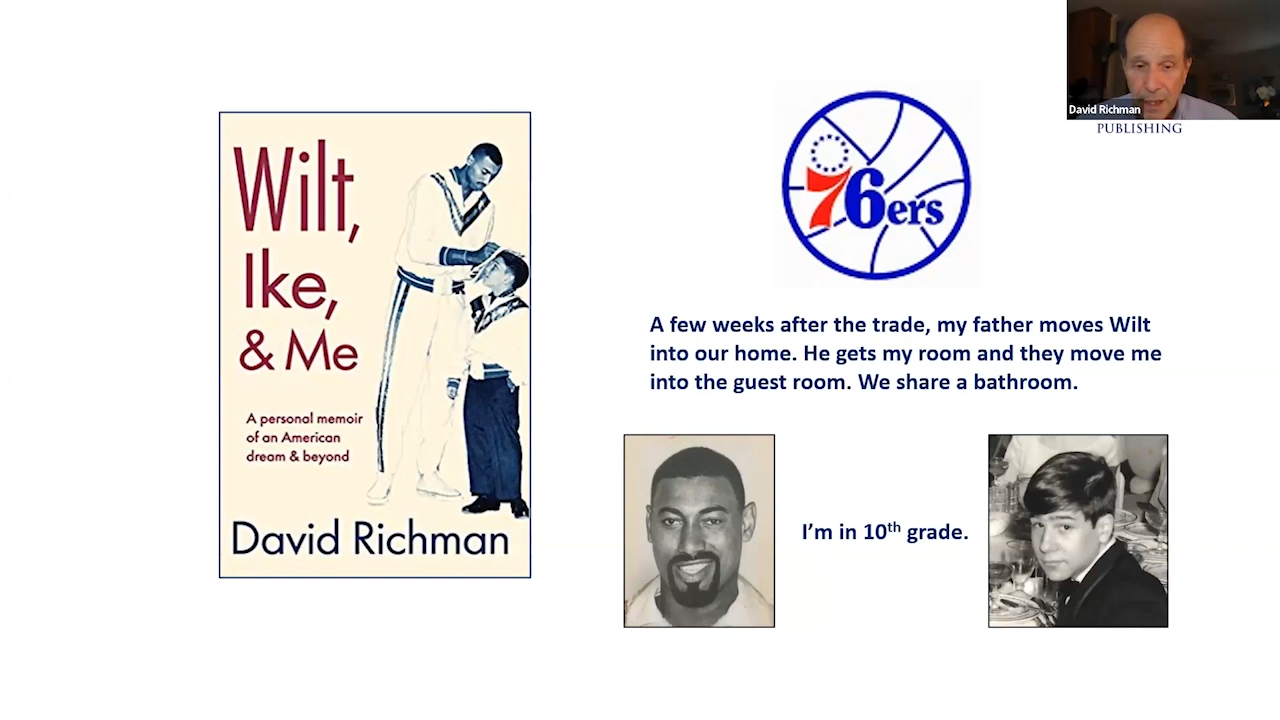 Wilt,
Ike,
& Me
A personal memoir
of an American
dream & beyond
David Richman
76ers
A few weeks after the trade, my father moves Wilt
into our home. He gets my room and they move me
into the guest room. We share a bathroom.
I’m in 10th grade.
David Richman
PUBLISHING